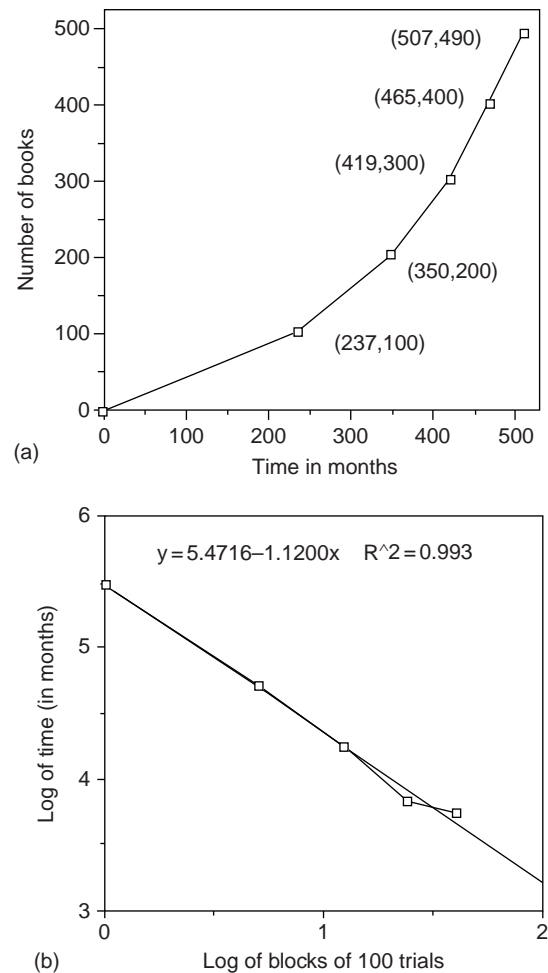 500
400
300
200
100
0
Number of books
(507,490)
(465,400)
(419,300)
(350,200)
(237,100)
0 100 200 300 400 500
Time in months
(a)
6
5
4
3
Log of time (in months)
y=5.4716–1.1200x R^2=0.993
0 1 2
Log of blocks of 100 trials
(b)